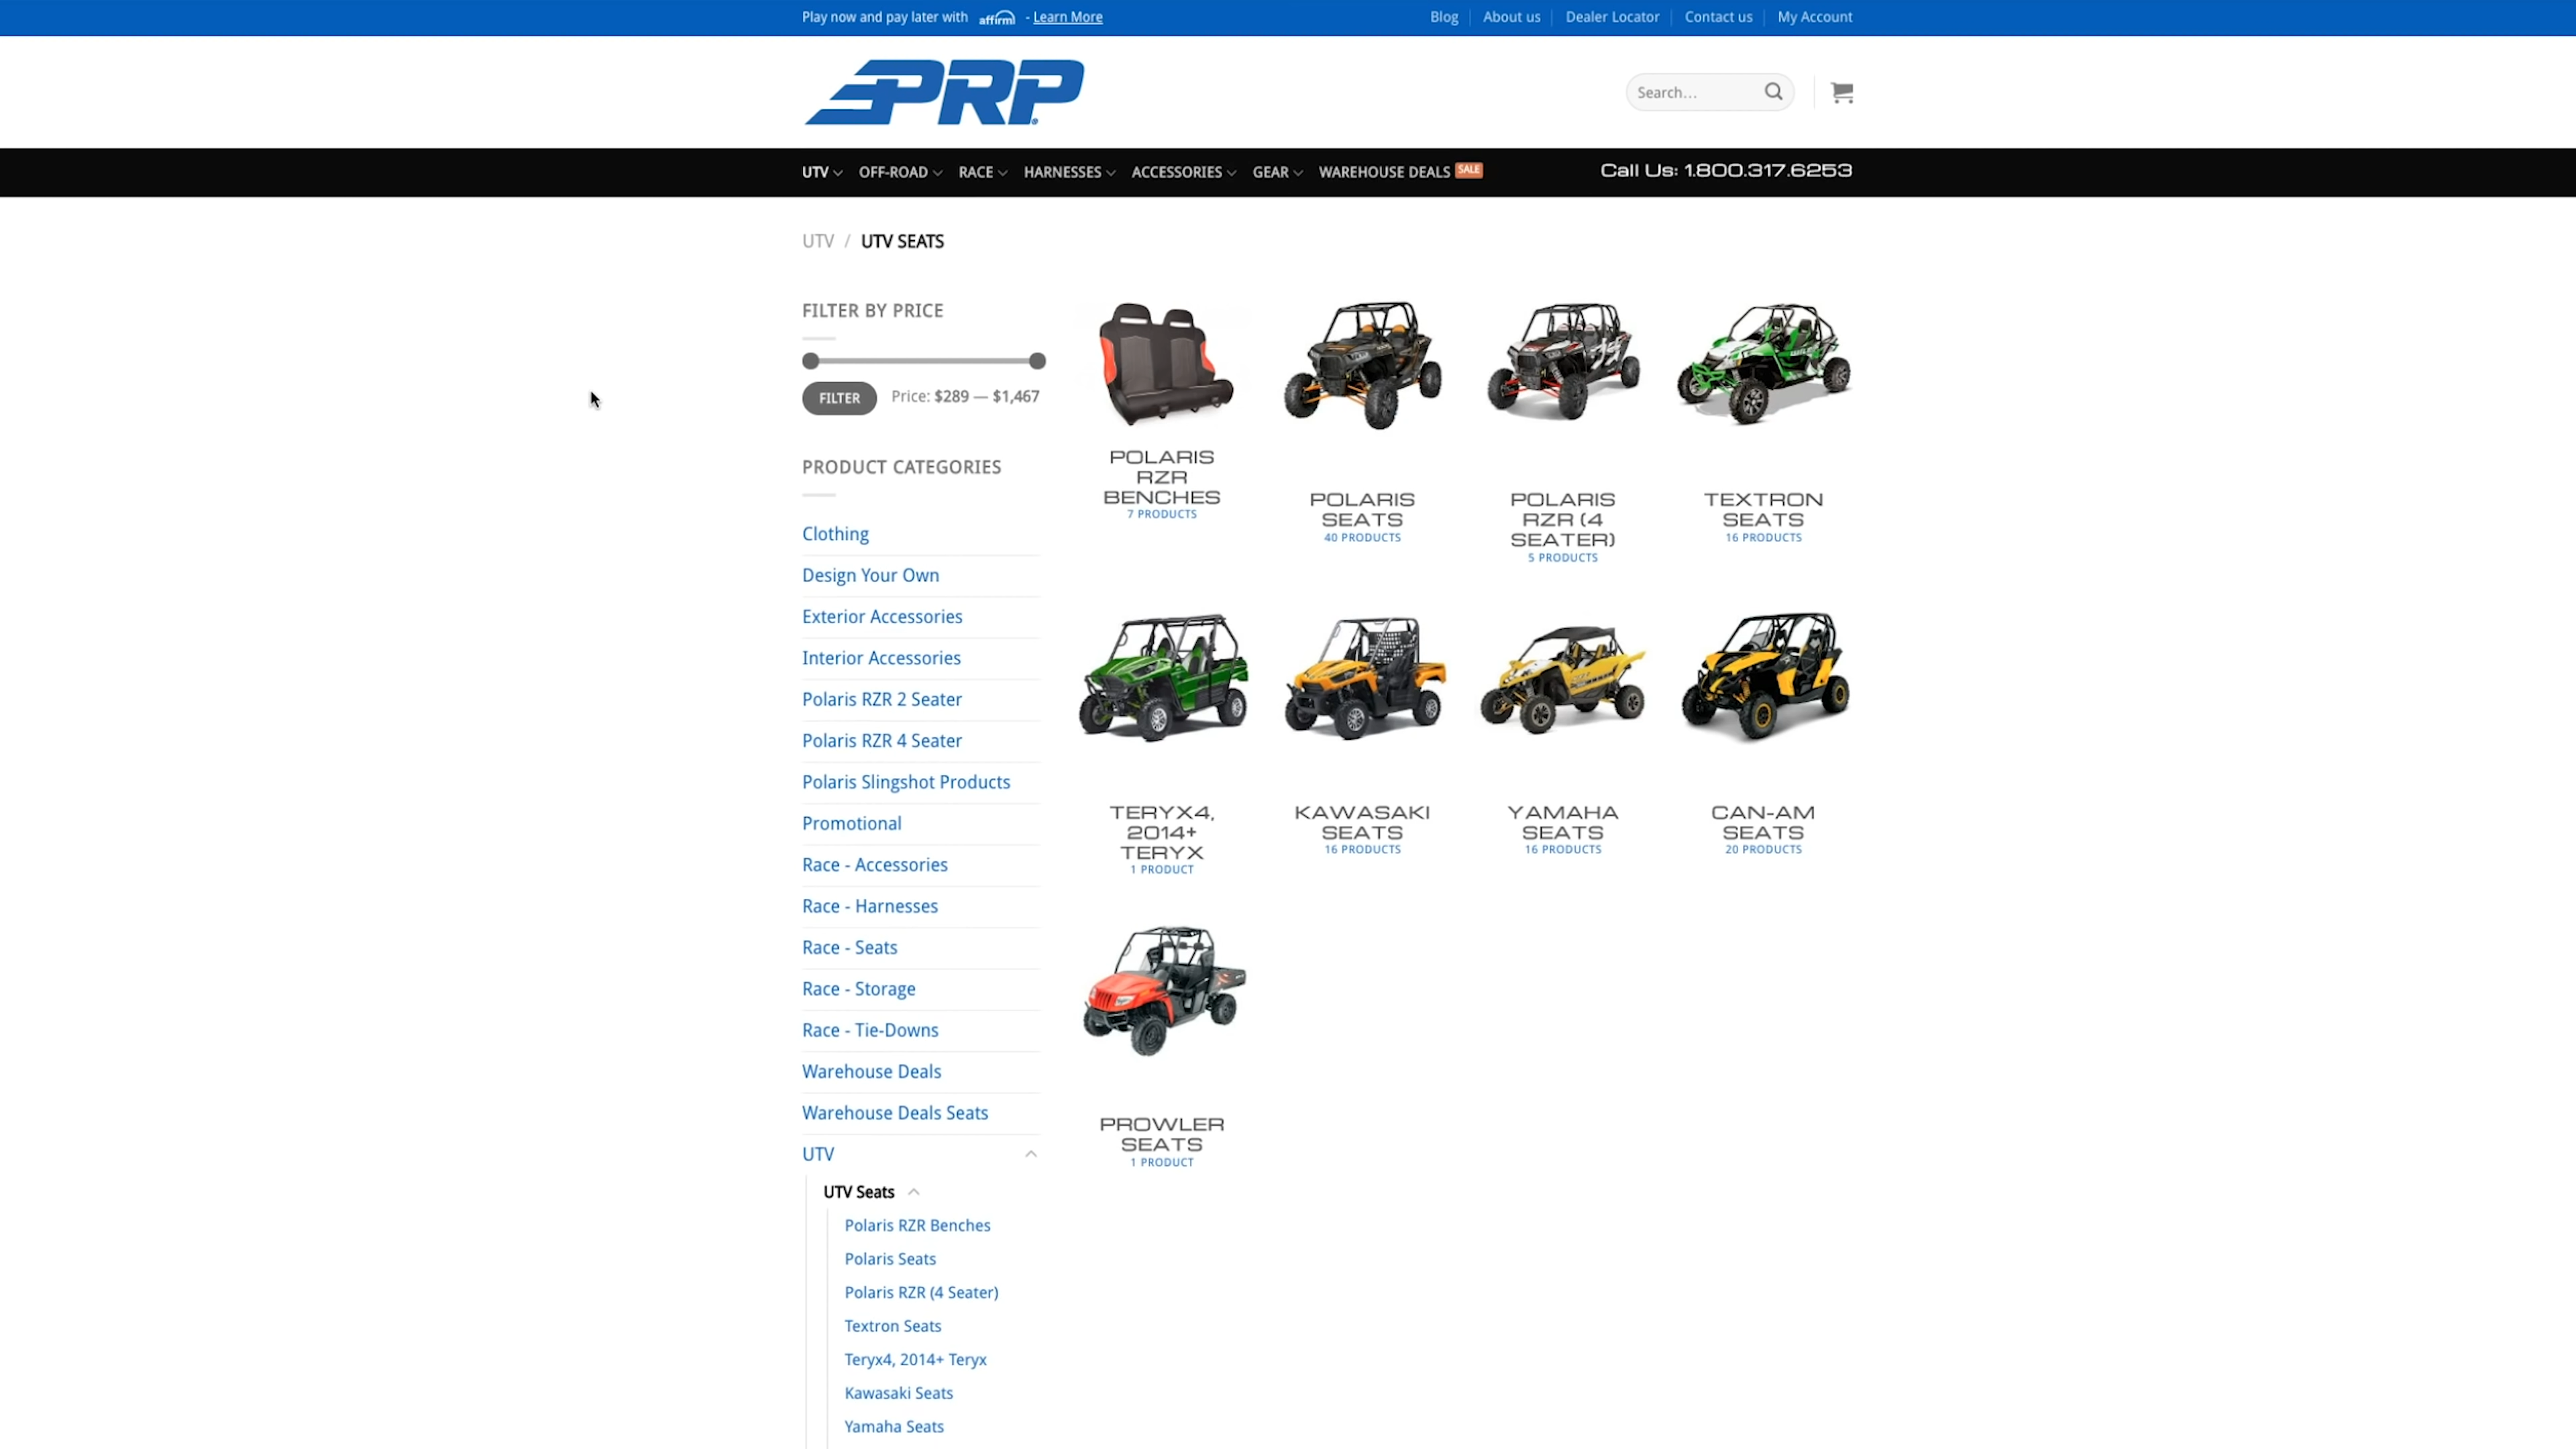 Play now and pay later with affirm - Learn More
Blog About us Dealer Locator Contact us My Account
PRP
Search...
UTV OFF-ROAD RACE HARNESSES ACCESSORIES GEAR WAREHOUSE DEALS SALE Call Us: 1.800.317.6253
UTV / UTV SEATS
FILTER BY PRICE
FILTER Price: $289 — $1,467
PRODUCT CATEGORIES
Clothing
Design Your Own
Exterior Accessories
Interior Accessories
Polaris RZR 2 Seater
Polaris RZR 4 Seater
Polaris Slingshot Products
Promotional
Race - Accessories
Race - Harnesses
Race - Seats
Race - Storage
Race - Tie-Downs
Warehouse Deals
Warehouse Deals Seats
UTV
UTV Seats
Polaris RZR Benches
Polaris Seats
Polaris RZR (4 Seater)
Textron Seats
Teryx4, 2014+ Teryx
Kawasaki Seats
Yamaha Seats
POLARIS
RZR
BENCHES
7 PRODUCTS
POLARIS
SEATS
40 PRODUCTS
POLARIS
RZR (4
SEATER)
5 PRODUCTS
TEXTRON
SEATS
16 PRODUCTS
TERYX4,
2014+
TERYX
1 PRODUCT
KAWASAKI
SEATS
16 PRODUCTS
YAMAHA
SEATS
16 PRODUCTS
CAN-AM
SEATS
20 PRODUCTS
PROWLER
SEATS
1 PRODUCT